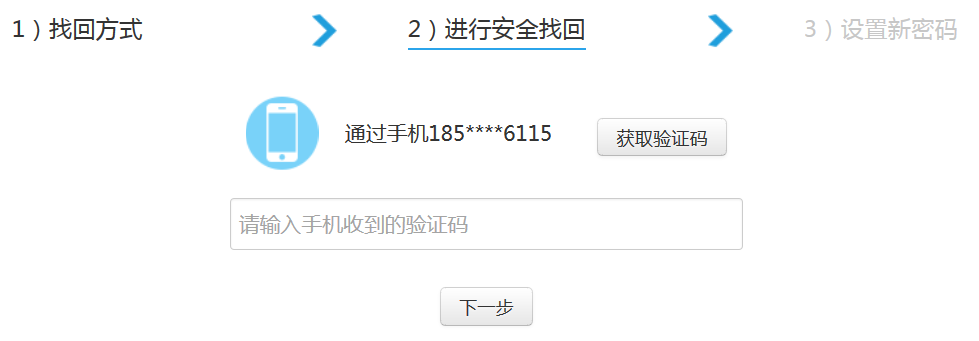 1）找回方式
2）进行安全找回
3）设置新密码
通过手机185****6115
获取验证码
请输入手机收到的验证码
下一步